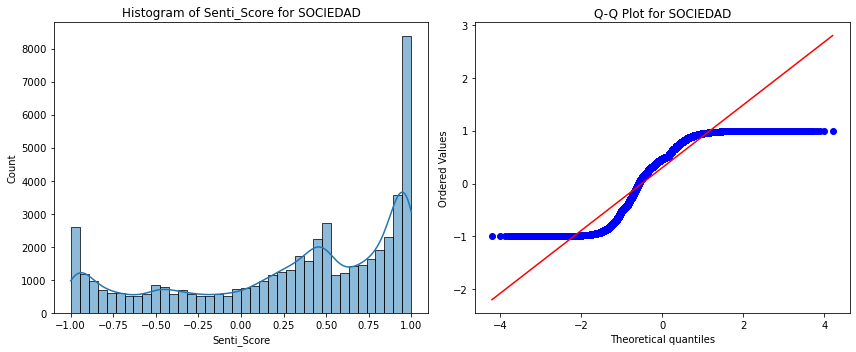 Histogram of Senti_Score for SOCIEDAD
Count
8000
7000
6000
5000
4000
3000
2000
1000
0
−1.00 −0.75 −0.50 −0.25 0.00 0.25 0.50 0.75 1.00
Senti_Score
Q-Q Plot for SOCIEDAD
Ordered Values
3
2
1
0
−1
−2
−4 −2 0 2 4
Theoretical quantiles